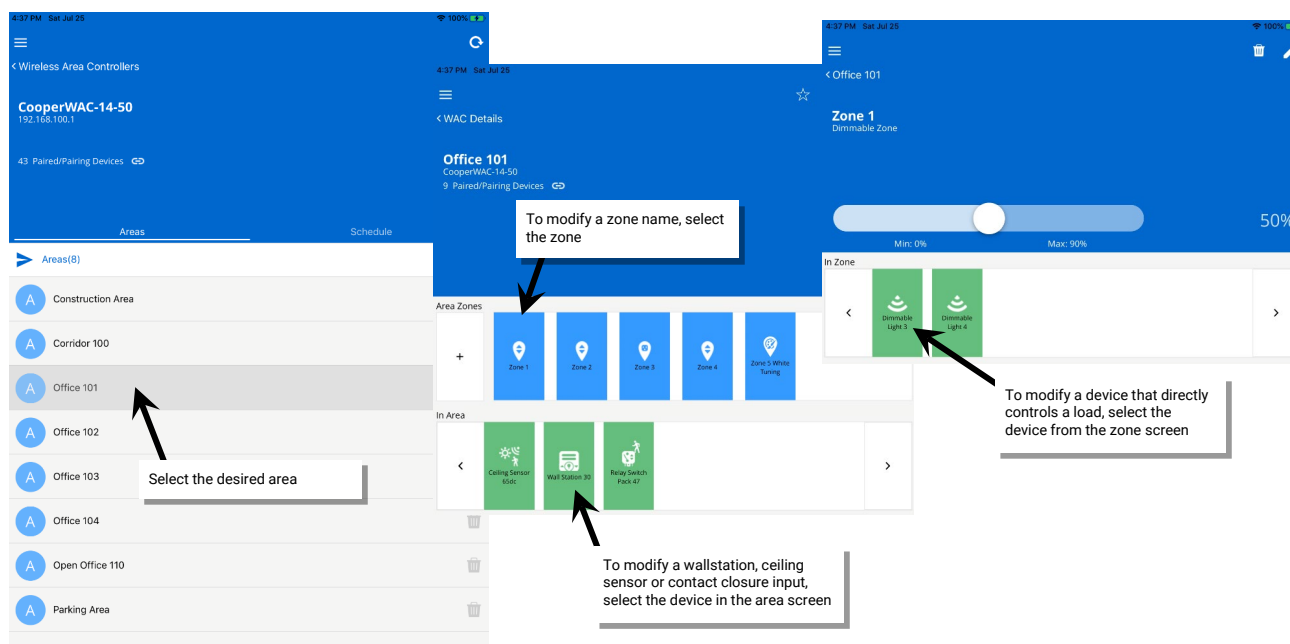 4:37 PM Sat Jul 25
100%
Wireless Area Controllers
CooperWAC-14-50
192.168.100.1
43 Paired/Pairing Devices
Areas
Schedule
Areas(8)
A
Construction Area
A
Corridor 100
A
Office 101
A
Office 102
A
Office 103
A
Office 104
A
Open Office 110
A
Parking Area
Select the desired area
4:37 PM Sat Jul 25
WAC Details
Office 101
CooperWAC-14-50
9 Paired/Pairing Devices
To modify a zone name, select
the zone
Area Zones
+
Zone 1
Zone 2
Zone 3
Zone 4
Zone 5 White
Tuning
In Area
Ceiling Sensor
65dc
Wall Station 30
Relay Switch
Pack 47
To modify a wallstation, ceiling
sensor or contact closure input,
select the device in the area screen
4:37 PM Sat Jul 25
100%
Office 101
Zone 1
Dimmable Zone
50%
Min: 0%
Max: 90%
In Zone
Dimmable
Light 3
Dimmable
Light 4
To modify a device that directly
controls a load, select the
device from the zone screen